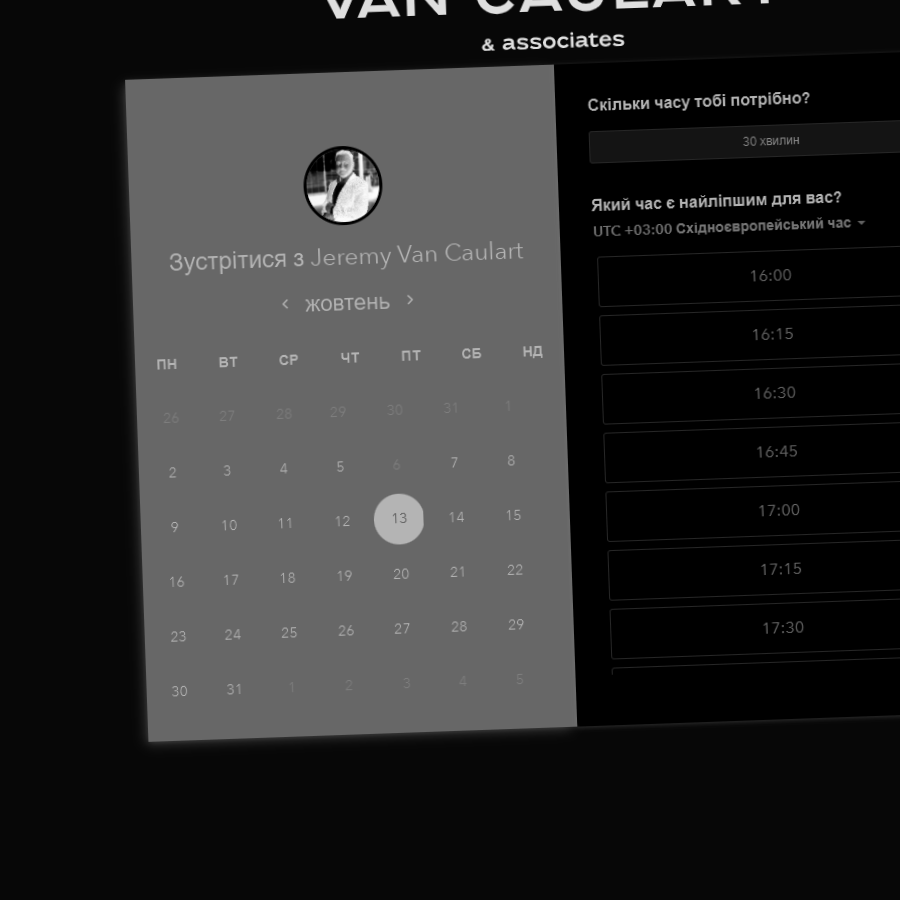 VAN CAULART
& associates
Зустрітися з Jeremy Van Caulart
‹ жовтень ›
ПН ВТ СР ЧТ ПТ СБ НД
26 27 28 29 30 31 1
2 3 4 5 6 7 8
9 10 11 12 13 14 15
16 17 18 19 20 21 22
23 24 25 26 27 28 29
30 31 1 2 3 4 5
Скільки часу тобі потрібно?
30 хвилин
Який час є найліпшим для вас?
UTC +03:00 Східноєвропейський час
16:00
16:15
16:30
16:45
17:00
17:15
17:30